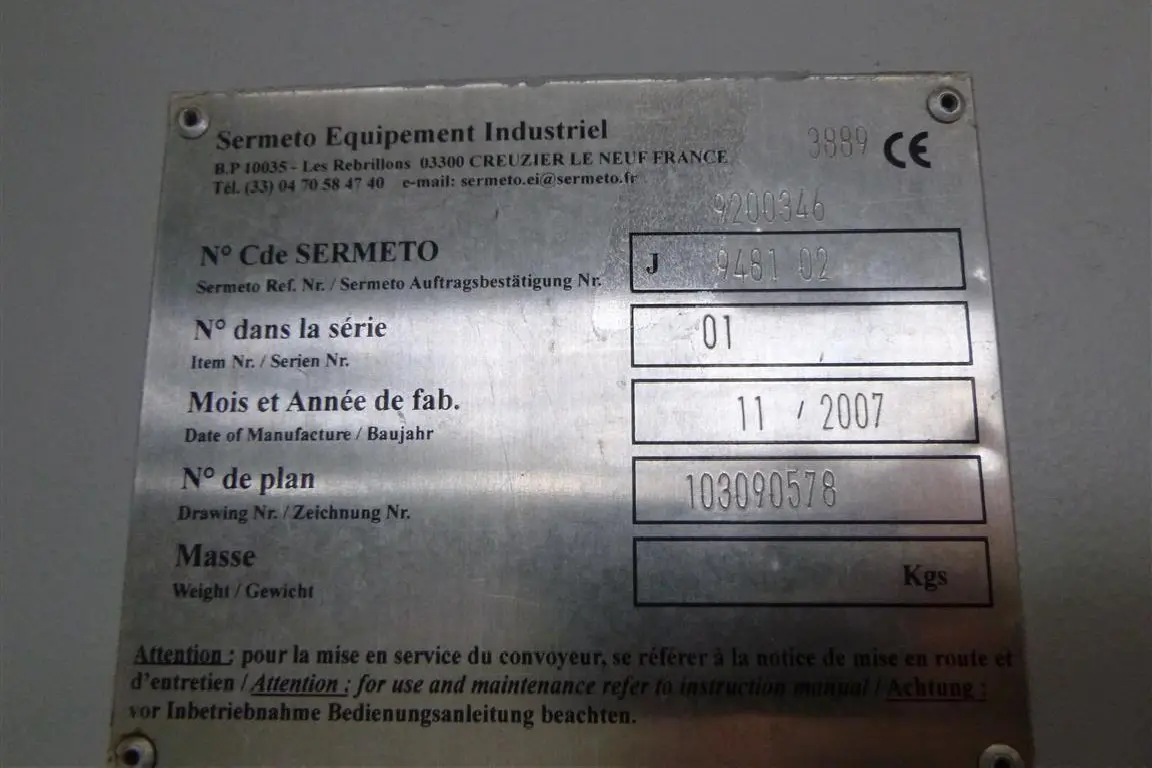 Sermeto Equipement Industriel
3889 CE
B.P 10035 - Les Rebrillons 03300 CREUZIER LE NEUF FRANCE
Tél. (33) 04 70 58 47 40 e-mail: sermeto.ei@sermeto.fr
9200346
N° Cde SERMETO
J 9481 02
Sermeto Ref. Nr. / Sermeto Auftragsbestätigung Nr.
N° dans la série
01
Item Nr. / Serien Nr.
Mois et Année de fab.
11 / 2007
Date of Manufacture / Baujahr
N° de plan
103090578
Drawing Nr. / Zeichnung Nr.
Masse
Kgs
Weight / Gewicht
Attention : pour la mise en service du convoyeur, se référer à la notice de mise en route et
d'entretien / Attention : for use and maintenance refer to instruction manual / Achtung :
vor Inbetriebnahme Bedienungsanleitung beachten.